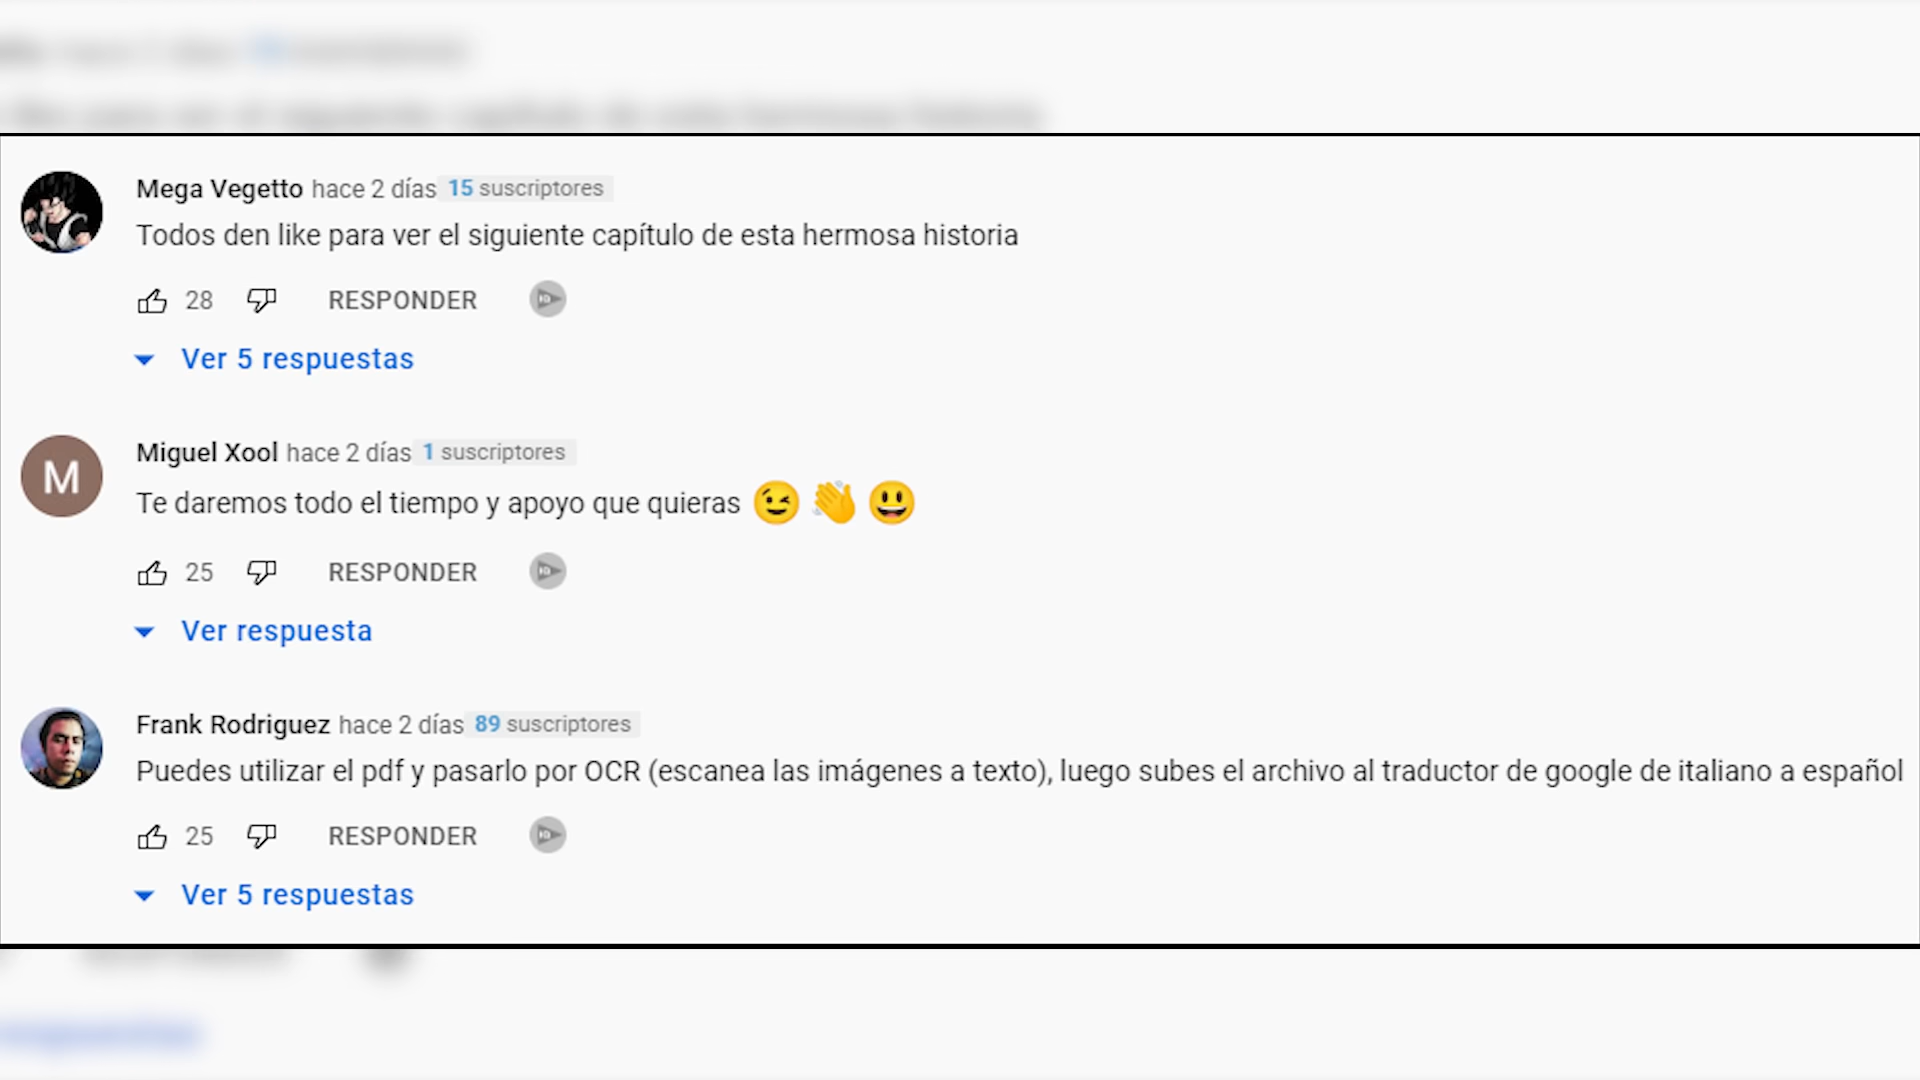 Mega Vegetto hace 2 días 15 suscriptores
Todos den like para ver el siguiente capítulo de esta hermosa historia
28 RESPONDER
Ver 5 respuestas
M
Miguel Xool hace 2 días 1 suscriptores
Te daremos todo el tiempo y apoyo que quieras 😉 👋 😃
25 RESPONDER
Ver respuesta
Frank Rodriguez hace 2 días 89 suscriptores
Puedes utilizar el pdf y pasarlo por OCR (escanea las imágenes a texto), luego subes el archivo al traductor de google de italiano a español
25 RESPONDER
Ver 5 respuestas